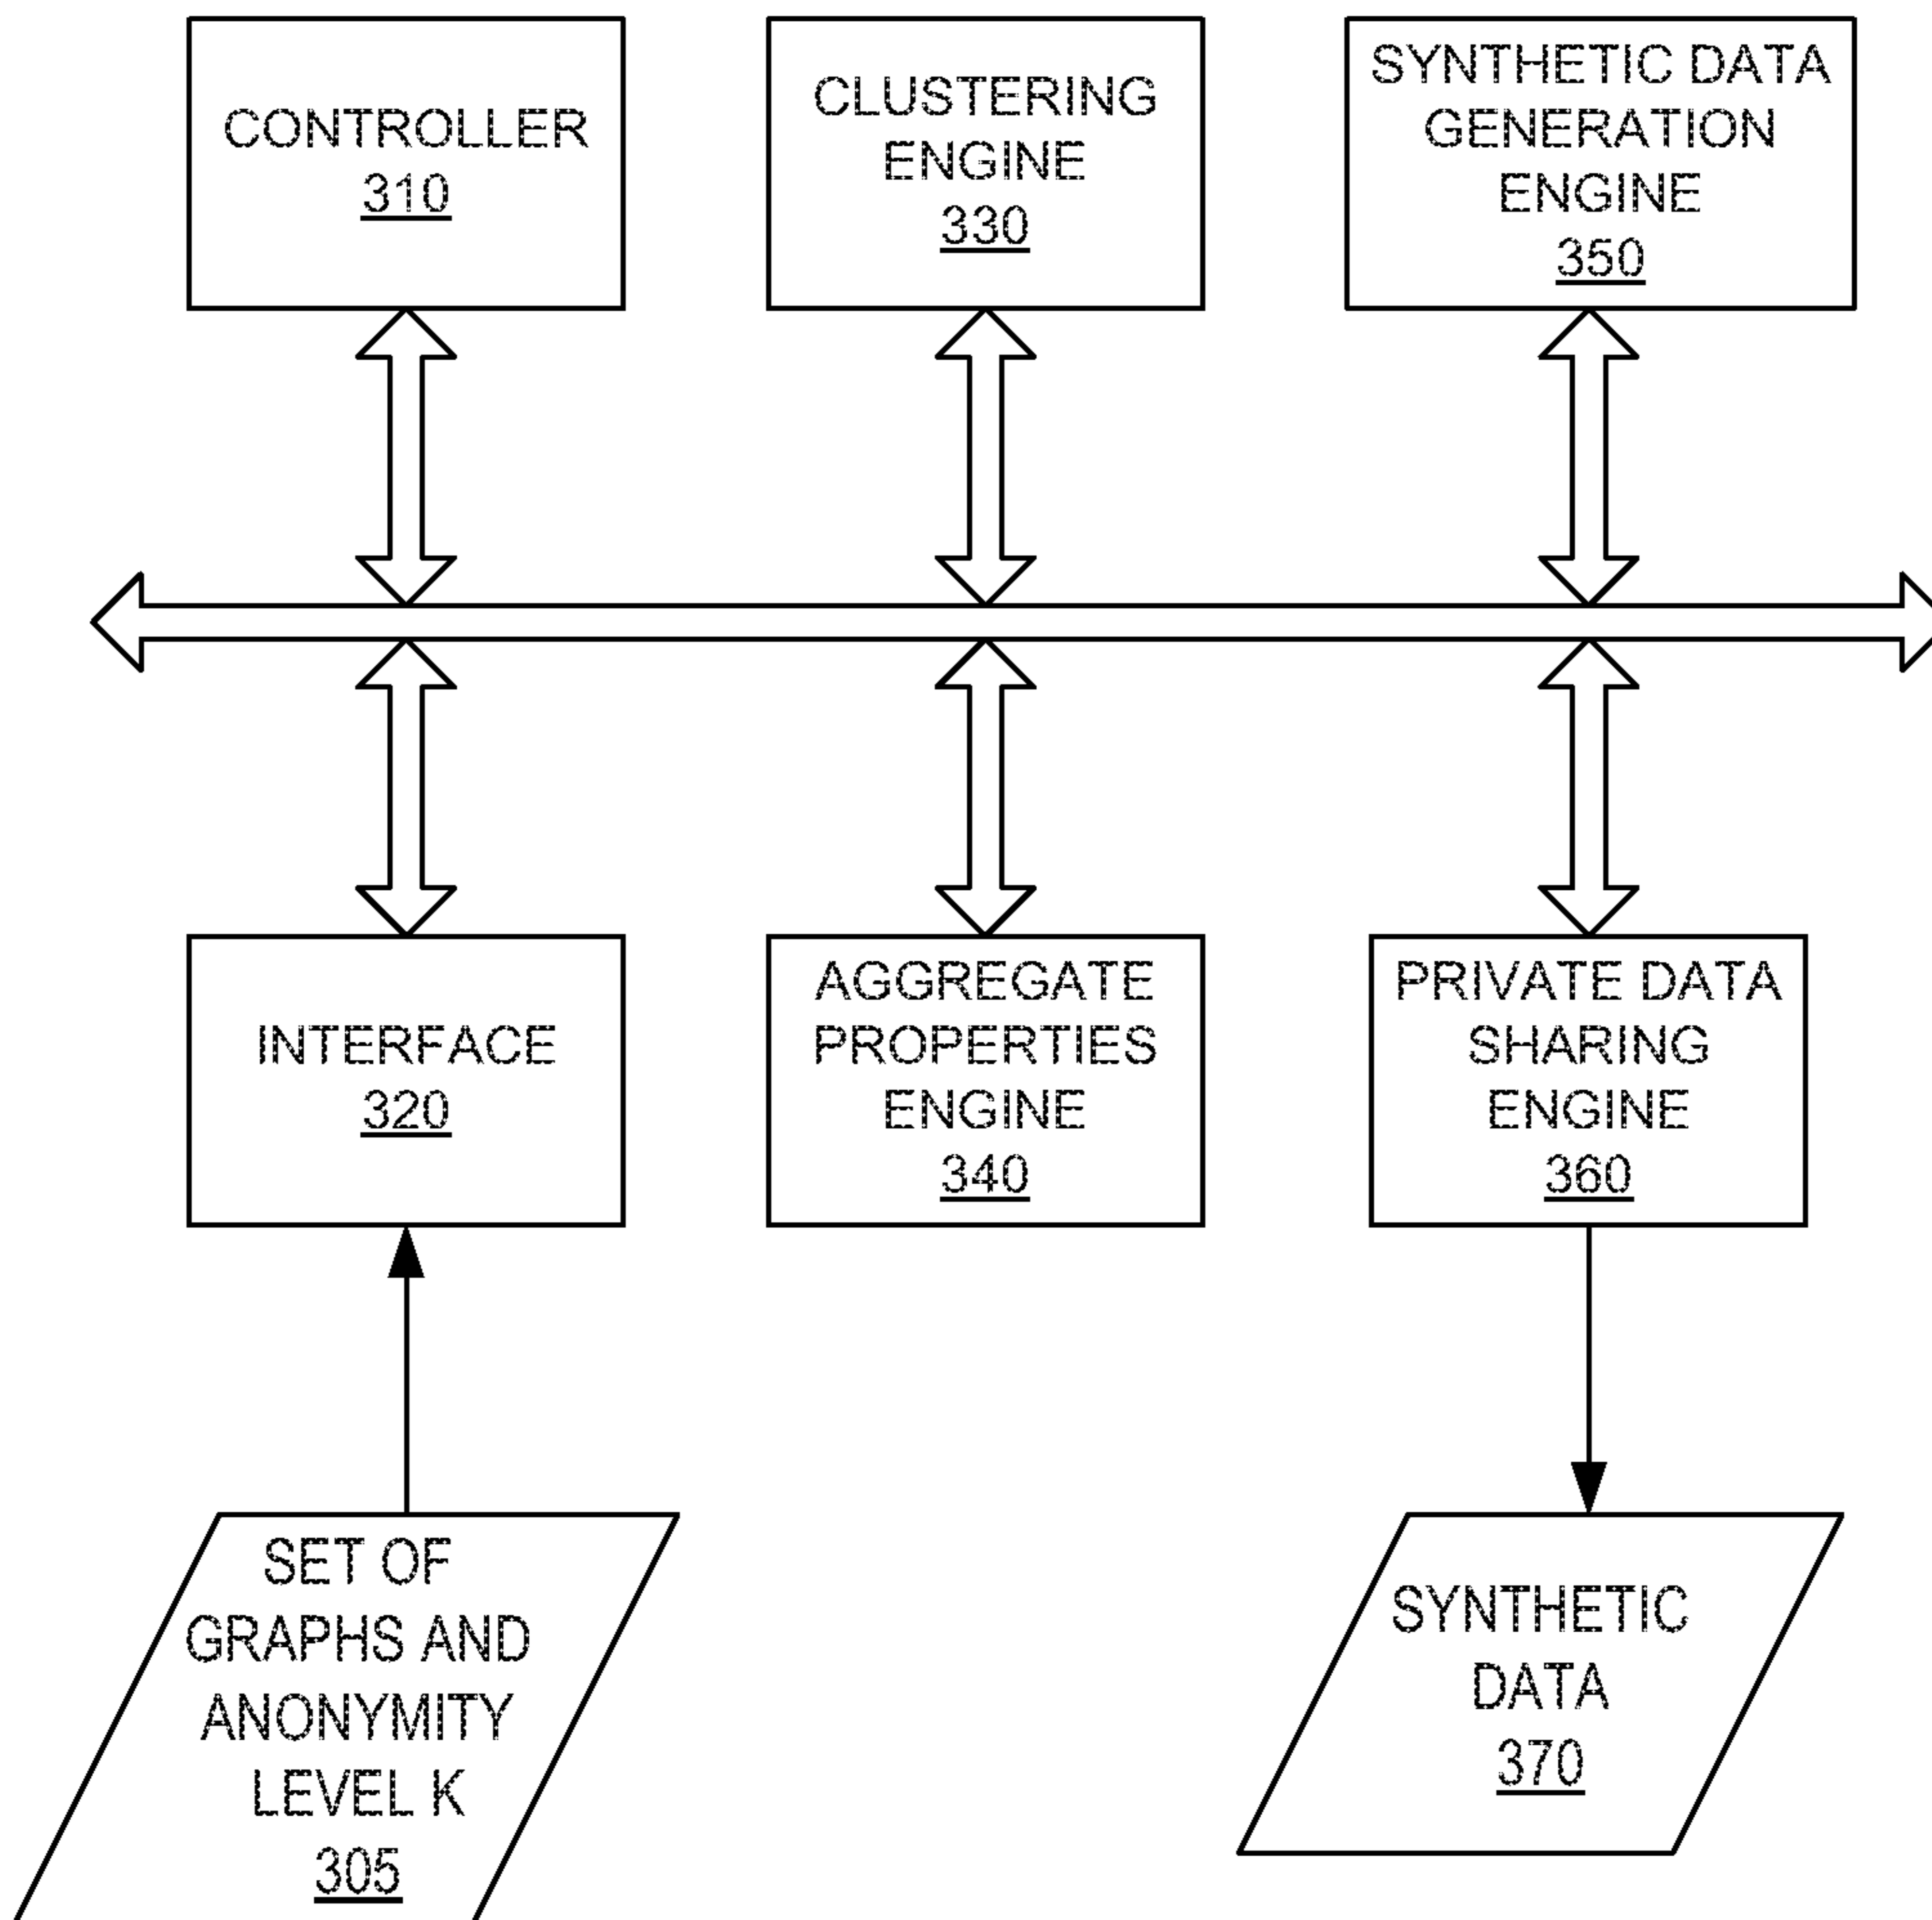 CONTROLLER
310
CLUSTERING
ENGINE
330
SYNTHETIC DATA
GENERATION
ENGINE
350
INTERFACE
320
AGGREGATE
PROPERTIES
ENGINE
340
PRIVATE DATA
SHARING
ENGINE
360
SET OF
GRAPHS AND
ANONYMITY
LEVEL K
305
SYNTHETIC
DATA
370